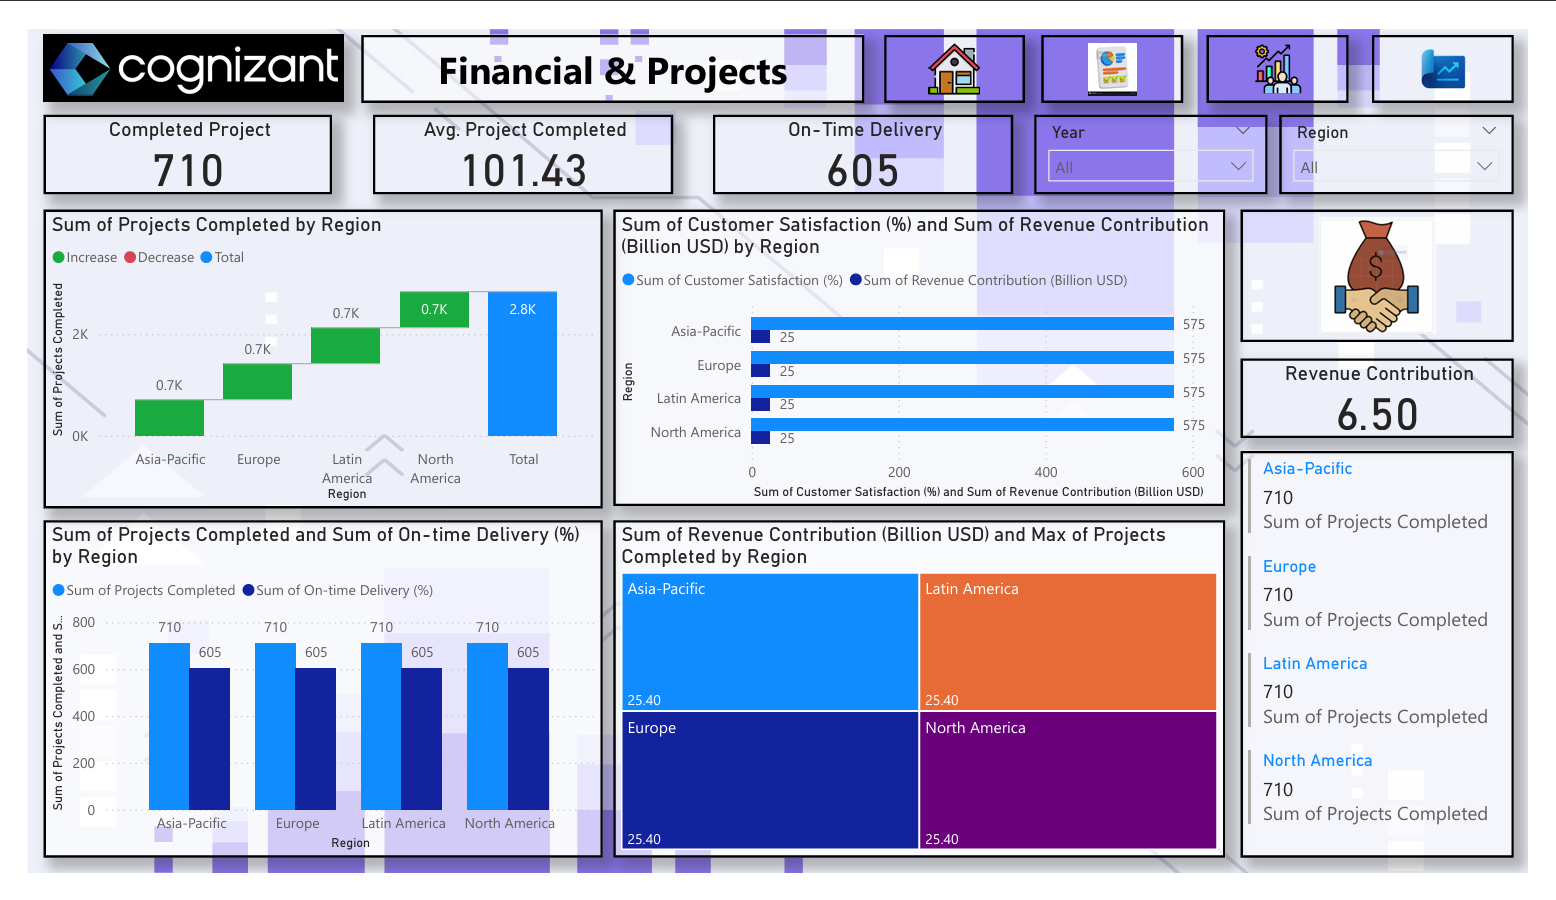 cognizant
Financial & Projects
Completed Project
710
Avg. Project Completed
101.43
On-Time Delivery
605
Year
All
Region
All
Sum of Projects Completed by Region
Increase Decrease Total
Sum of Projects Completed
2K
0K
0.7K
0.7K
0.7K
0.7K
2.8K
Asia-Pacific
Europe
Latin
America
North
America
Total
Region
Sum of Customer Satisfaction (%) and Sum of Revenue Contribution
(Billion USD) by Region
Sum of Customer Satisfaction (%) Sum of Revenue Contribution (Billion USD)
Region
Asia-Pacific
575
25
Europe
575
25
Latin America
575
25
North America
575
25
0 200 400 600
Sum of Customer Satisfaction (%) and Sum of Revenue Contribution (Billion USD)
$
Revenue Contribution
6.50
Asia-Pacific
710
Sum of Projects Completed
Europe
710
Sum of Projects Completed
Latin America
710
Sum of Projects Completed
North America
710
Sum of Projects Completed
Sum of Projects Completed and Sum of On-time Delivery (%)
by Region
Sum of Projects Completed Sum of On-time Delivery (%)
Sum of Projects Completed and S...
800
600
400
200
0
710 605
710 605
710 605
710 605
Asia-Pacific Europe Latin America North America
Region
Sum of Revenue Contribution (Billion USD) and Max of Projects
Completed by Region
Asia-Pacific
25.40
Latin America
25.40
Europe
25.40
North America
25.40